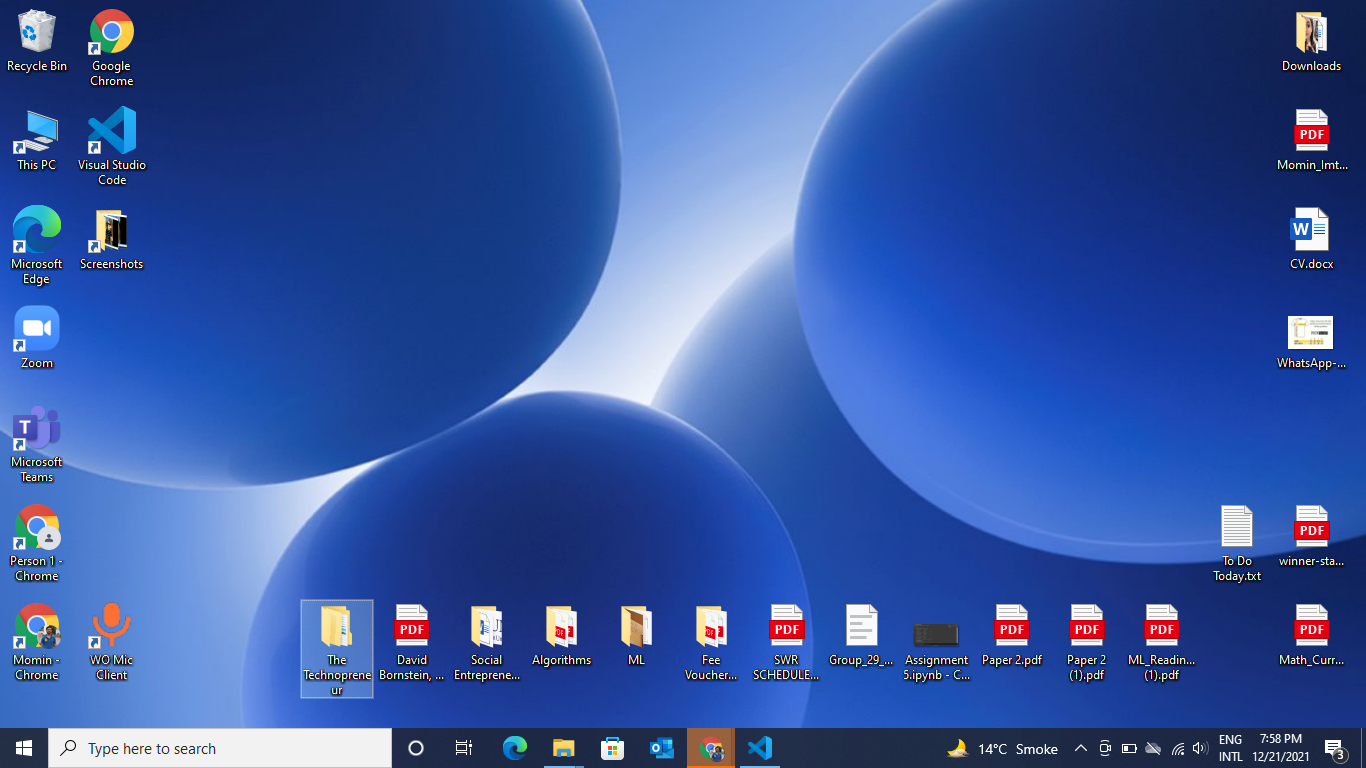 Recycle Bin
Google
Chrome
Downloads
This PC
Visual Studio
Code
PDF
Momin_Imt...
Microsoft
Edge
Screenshots
W
CV.docx
Zoom
WhatsApp-...
T
Microsoft
Teams
Person 1 -
Chrome
To Do
Today.txt
PDF
winner-sta...
Momin -
Chrome
WO Mic
Client
The
Technoprene
ur
PDF
David
Bornstein, ...
Social
Entreprene...
Algorithms
ML
Fee
Voucher...
PDF
SWR
SCHEDULE...
Group_29_...
Assignment
5.ipynb - C...
PDF
Paper 2.pdf
PDF
Paper 2
(1).pdf
PDF
ML_Readin...
(1).pdf
PDF
Math_Curr...
Type here to search
14°C Smoke
ENG
INTL
7:58 PM
12/21/2021
3